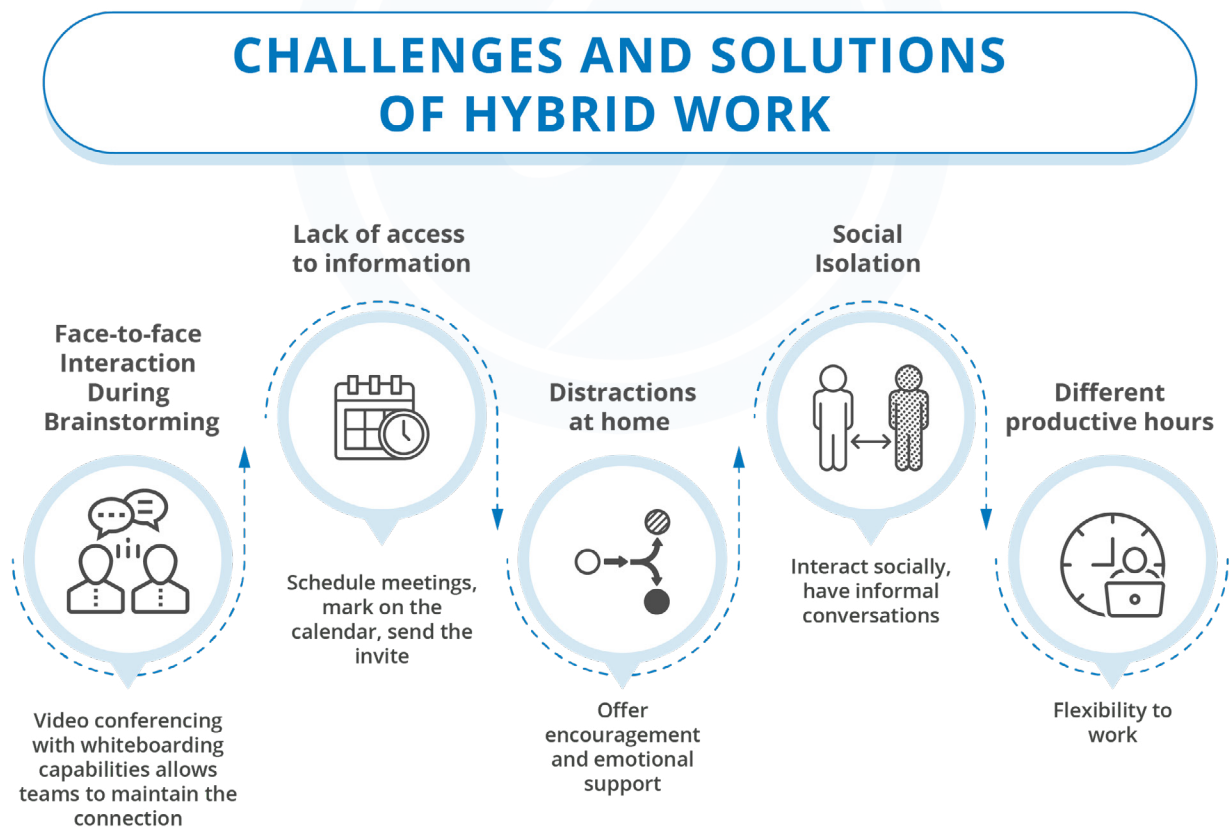 CHALLENGES AND SOLUTIONS
OF HYBRID WORK
Face-to-face
Interaction
During
Brainstorming
Video conferencing
with whiteboarding
capabilities allows
teams to maintain the
connection
Lack of access
to information
Schedule meetings,
mark on the
calendar, send the
invite
Distractions
at home
Offer
encouragement
and emotional
support
Social
Isolation
Interact socially,
have informal
conversations
Different
productive hours
Flexibility to
work